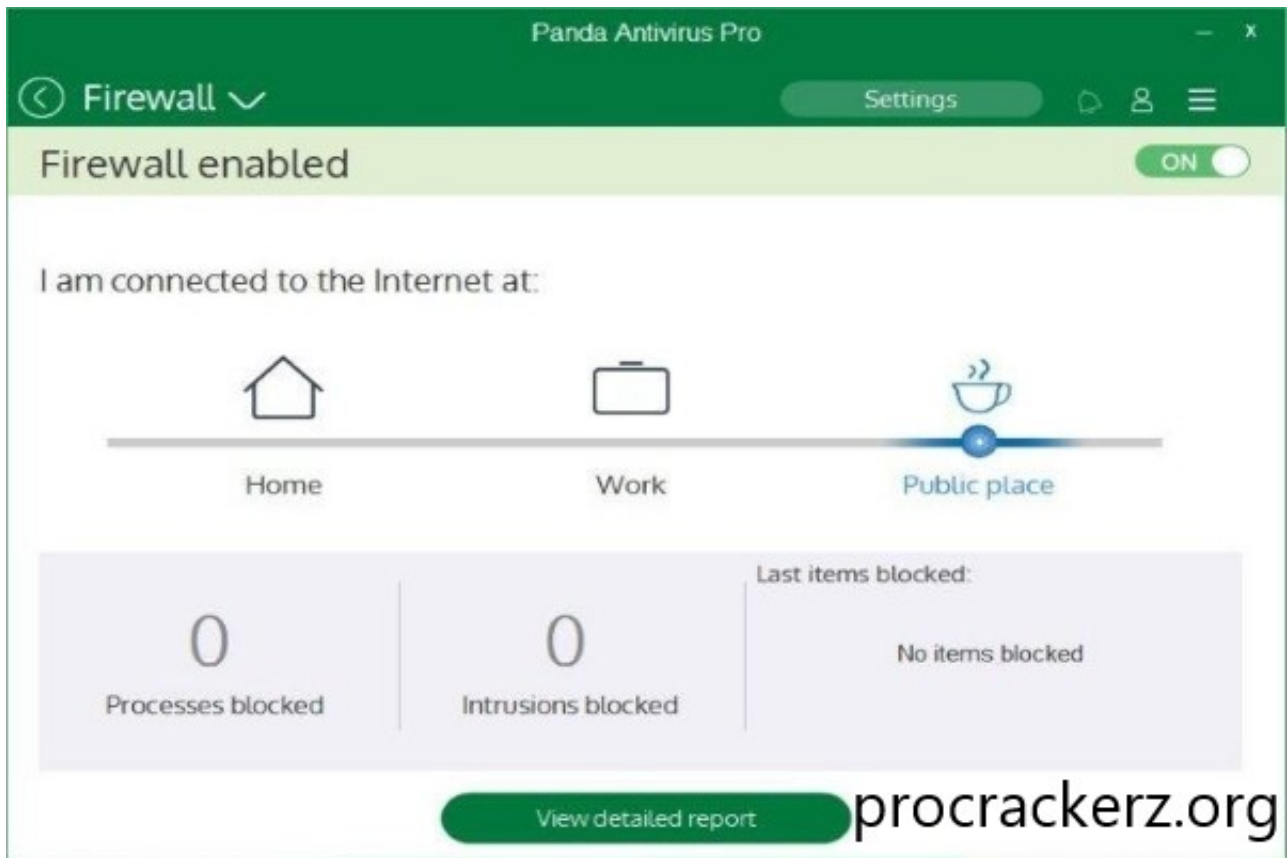 Panda Antivirus Pro
Firewall
Settings
Firewall enabled
ON
I am connected to the Internet at:
Home
Work
Public place
0
Processes blocked
0
Intrusions blocked
Last items blocked:
No items blocked
View detailed report
procrackerz.org